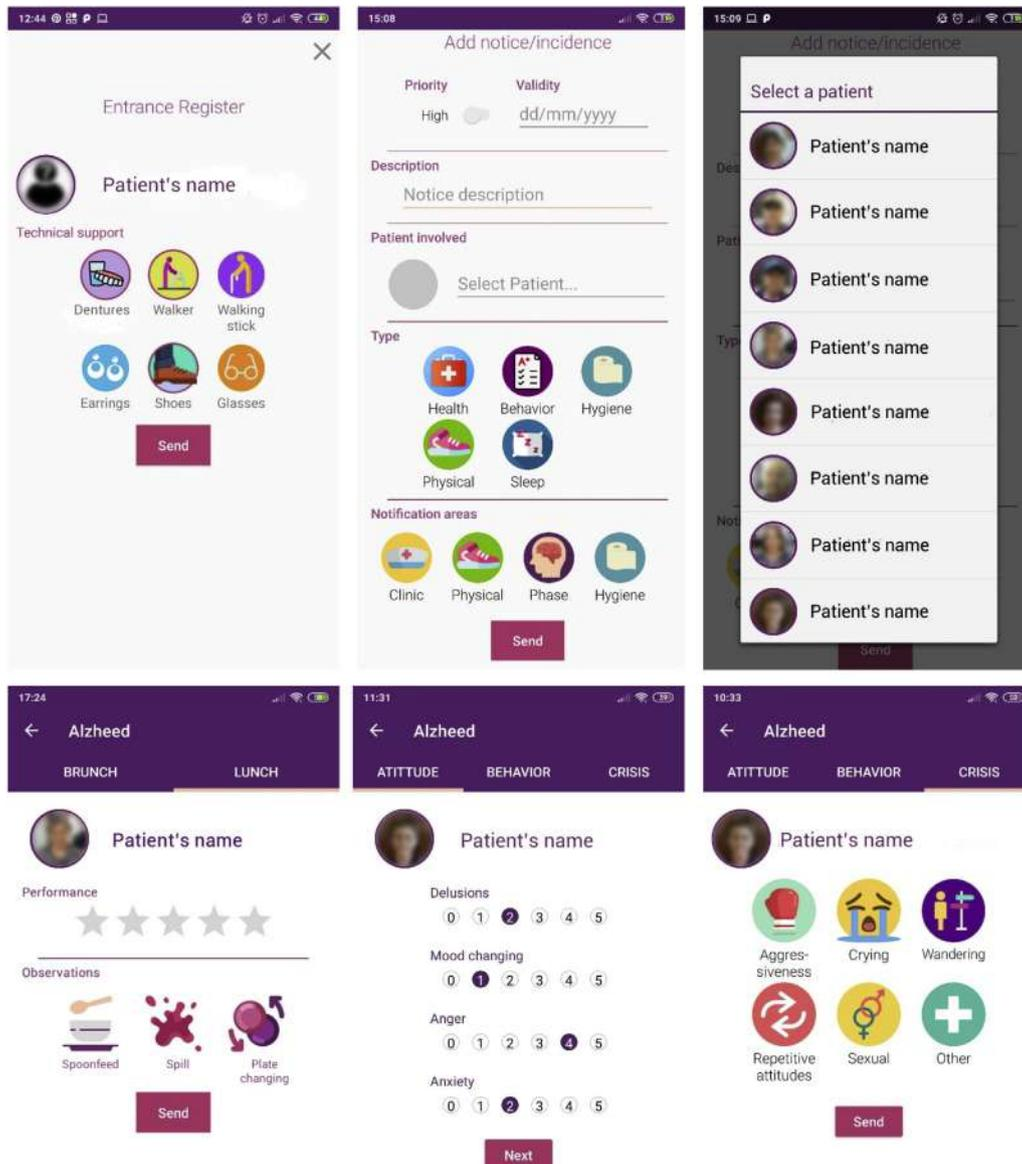 12:44
Entrance Register
Patient's name
Technical support
Dentures Walker Walking
stick
Earrings Shoes Glasses
Send
15:08
Add notice/incidence
Priority Validity
High dd/mm/yyyy
Description
Notice description
Patient involved
Select Patient...
Type
Health Behavior Hygiene
Physical Sleep
Notification areas
Clinic Physical Phase Hygiene
Send
15:09
Add notice/incidence
Select a patient
Patient's name
Patient's name
Patient's name
Patient's name
Patient's name
Patient's name
Patient's name
Patient's name
Send
17:24
Alzheed
BRUNCH LUNCH
Patient's name
Performance
Observations
Spoonfeed Spill Plate
changing
Send
11:31
Alzheed
ATITTUDE BEHAVIOR CRISIS
Patient's name
Delusions
0 1 2 3 4 5
Mood changing
0 1 2 3 4 5
Anger
0 1 2 3 4 5
Anxiety
0 1 2 3 4 5
Next
10:33
Alzheed
ATITTUDE BEHAVIOR CRISIS
Patient's name
Aggres-
siveness Crying Wandering
Repetitive
attitudes Sexual Other
Send